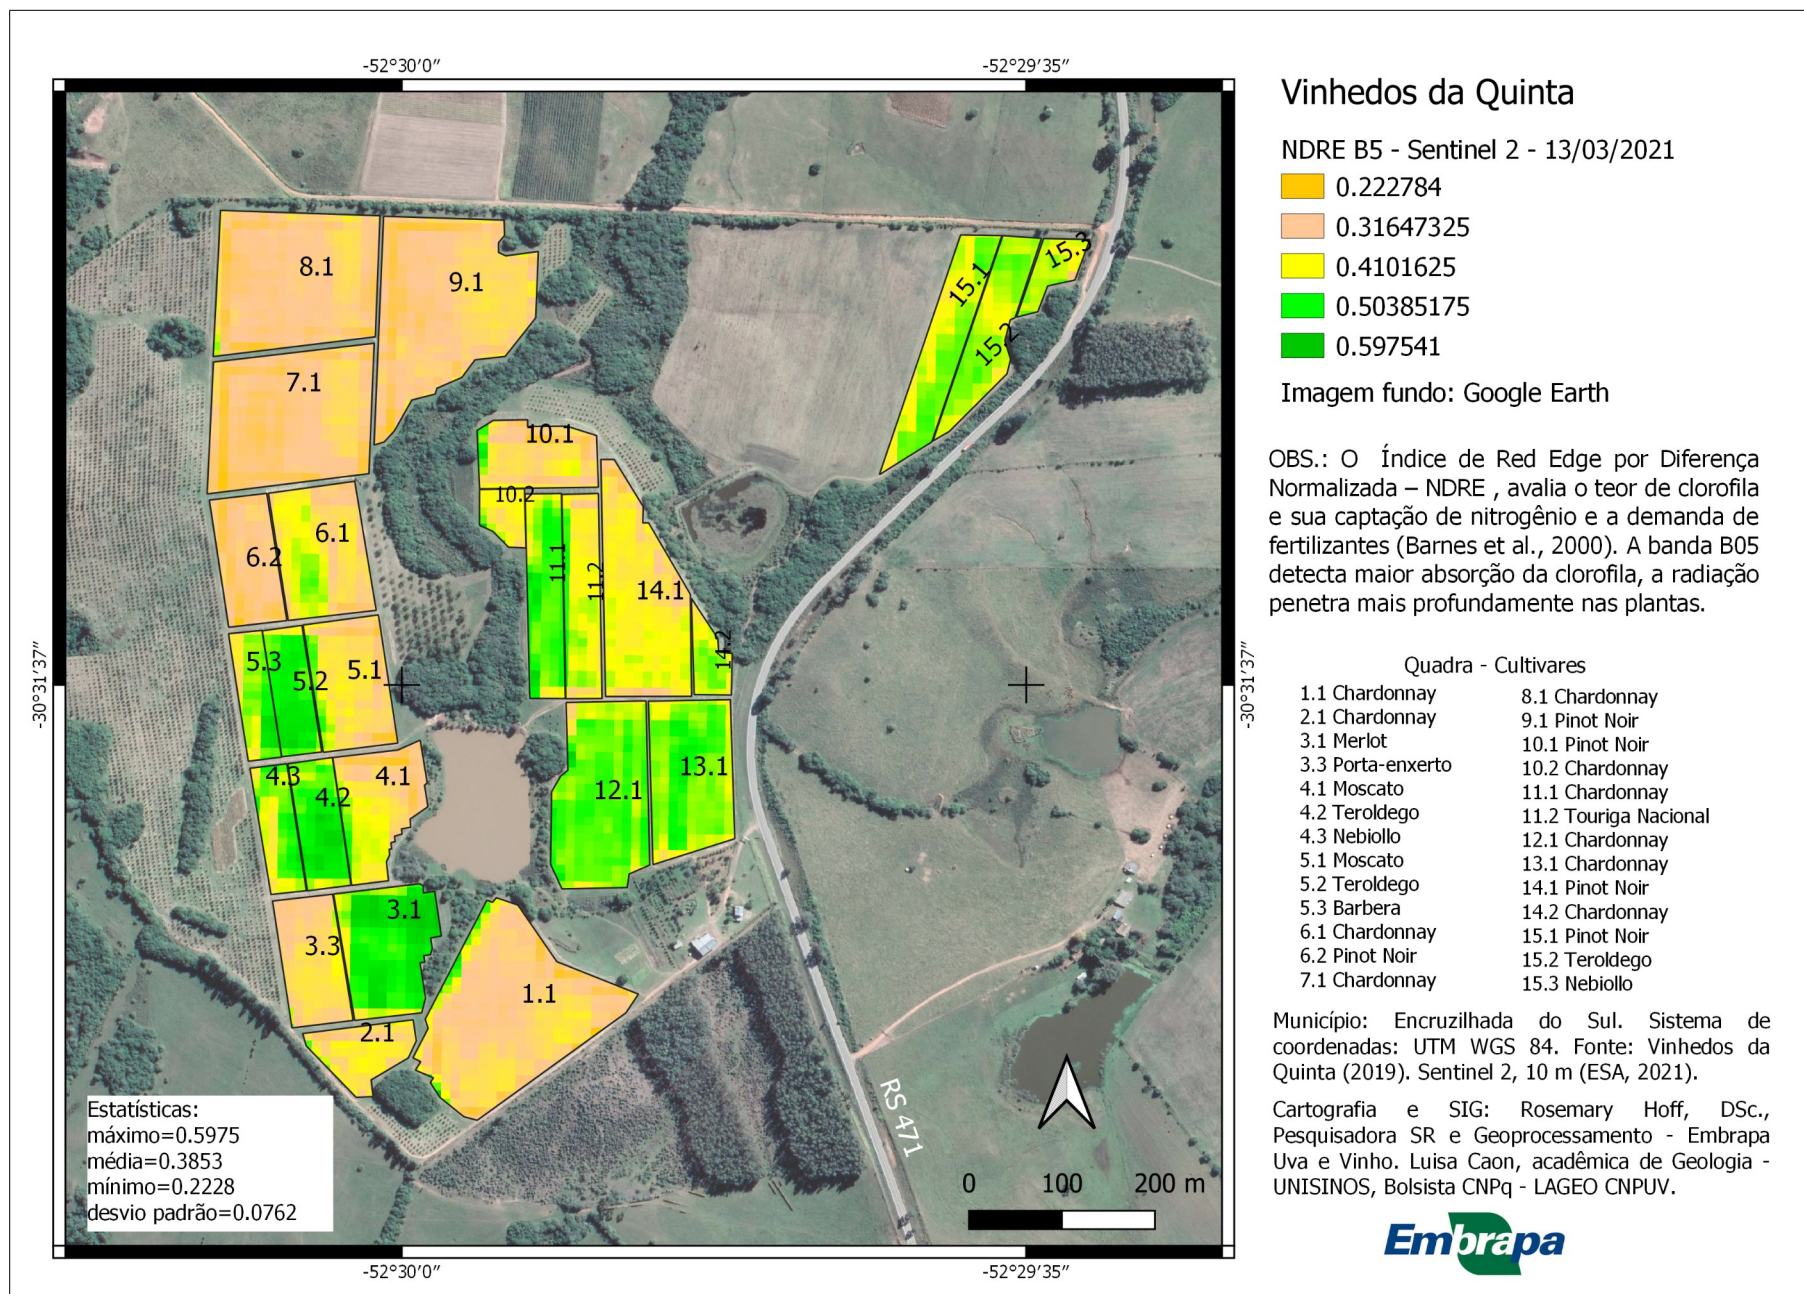 -52°30′0″
-52°29′35″
Vinhedos da Quinta
NDRE B5 - Sentinel 2 - 13/03/2021
0.222784
0.31647325
0.4101625
0.50385175
0.597541
Imagem fundo: Google Earth
OBS.: O Índice de Red Edge por Diferença
Normalizada – NDRE , avalia o teor de clorofila
e sua captação de nitrogênio e a demanda de
fertilizantes (Barnes et al., 2000). A banda B05
detecta maior absorção da clorofila, a radiação
penetra mais profundamente nas plantas.
Quadra - Cultivares
1.1 Chardonnay
2.1 Chardonnay
3.1 Merlot
3.3 Porta-enxerto
4.1 Moscato
4.2 Teroldego
4.3 Nebiollo
5.1 Moscato
5.2 Teroldego
5.3 Barbera
6.1 Chardonnay
6.2 Pinot Noir
7.1 Chardonnay
8.1 Chardonnay
9.1 Pinot Noir
10.1 Pinot Noir
10.2 Chardonnay
11.1 Chardonnay
11.2 Touriga Nacional
12.1 Chardonnay
13.1 Chardonnay
14.1 Pinot Noir
14.2 Chardonnay
15.1 Pinot Noir
15.2 Teroldego
15.3 Nebiollo
Município: Encruzilhada do Sul. Sistema de
coordenadas: UTM WGS 84. Fonte: Vinhedos da
Quinta (2019). Sentinel 2, 10 m (ESA, 2021).
Cartografia e SIG: Rosemary Hoff, DSc.,
Pesquisadora SR e Geoprocessamento - Embrapa
Uva e Vinho. Luisa Caon, acadêmica de Geologia -
UNISINOS, Bolsista CNPq - LAGEO CNPUV.
Embrapa
8.1
9.1
7.1
15.1
15.2
15.3
10.1
10.2
11.1
11.2
14.1
14.2
6.1
6.2
5.3
5.2
5.1
4.3
4.2
4.1
12.1
13.1
3.1
3.3
2.1
1.1
-30°31′37″
-30°31′37″
RS 471
Estatísticas:
máximo=0.5975
média=0.3853
mínimo=0.2228
desvio padrão=0.0762
0 100 200 m
-52°30′0″
-52°29′35″